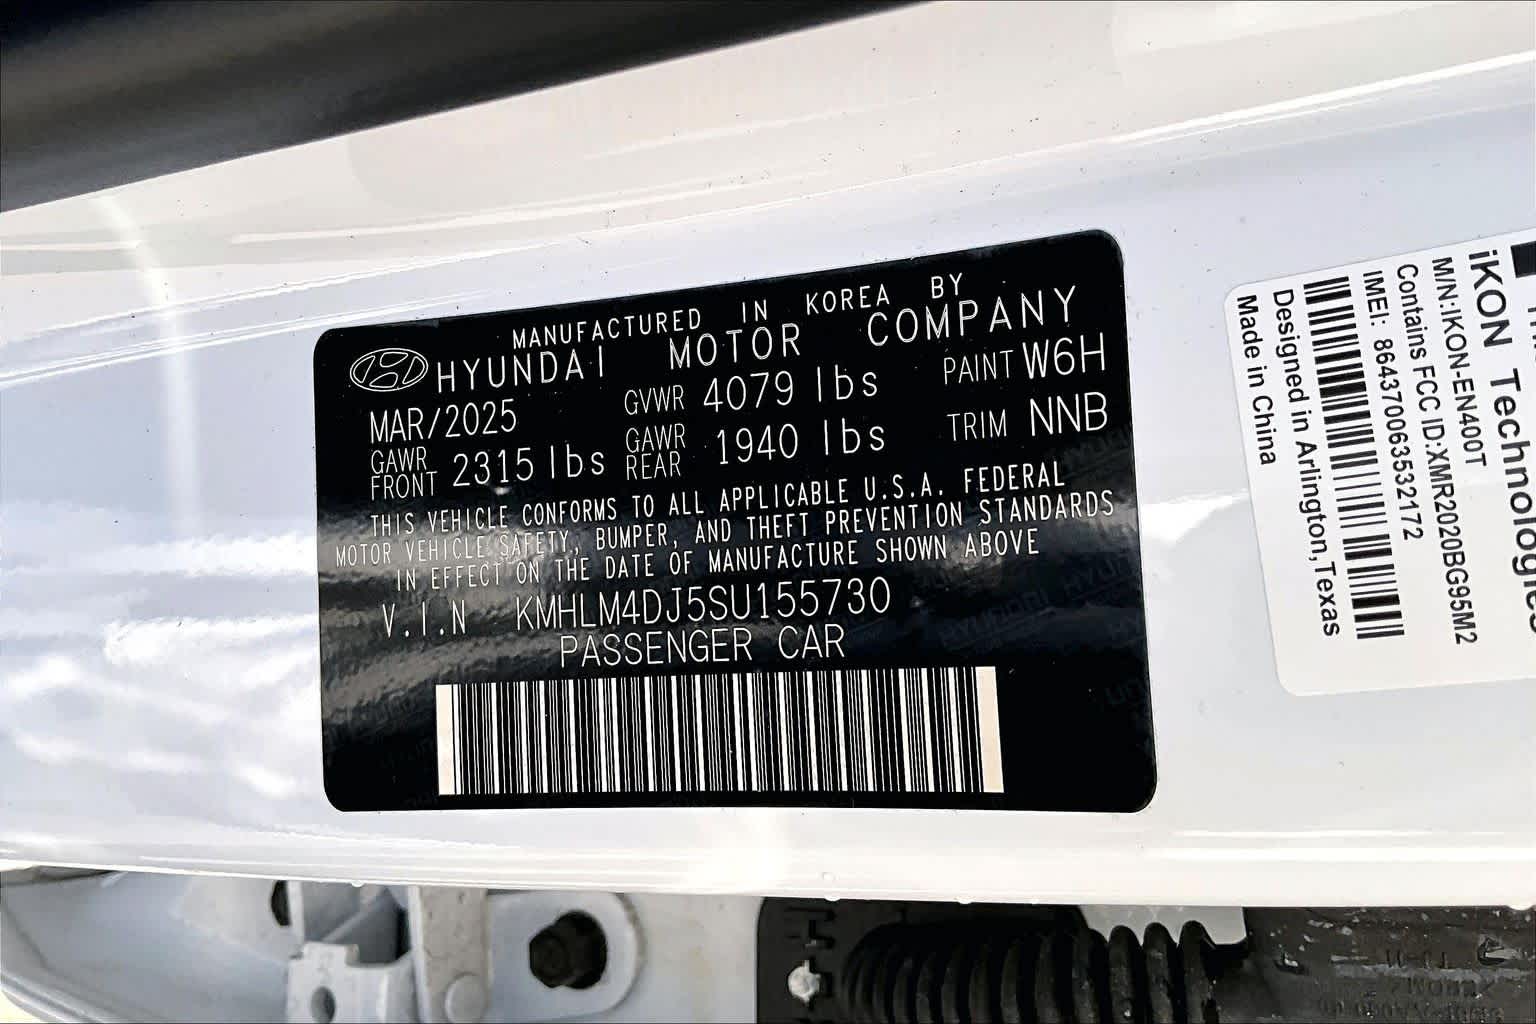 MANUFACTURED IN KOREA BY
HYUNDAI MOTOR COMPANY
MAR/2025 GVWR 4079 lbs PAINT W6H
GAWR FRONT 2315 lbs GAWR REAR 1940 lbs TRIM NNB
THIS VEHICLE CONFORMS TO ALL APPLICABLE U.S.A. FEDERAL
MOTOR VEHICLE SAFETY, BUMPER, AND THEFT PREVENTION STANDARDS
IN EFFECT ON THE DATE OF MANUFACTURE SHOWN ABOVE
V.I.N KMHLM4DJ5SU155730
PASSENGER CAR
iKON Technologies
M/N:IKON-EN400T
Contains FCC ID:XMR2020BG95M2
IMEI: 864370063532172
Designed in Arlington,Texas
Made in China